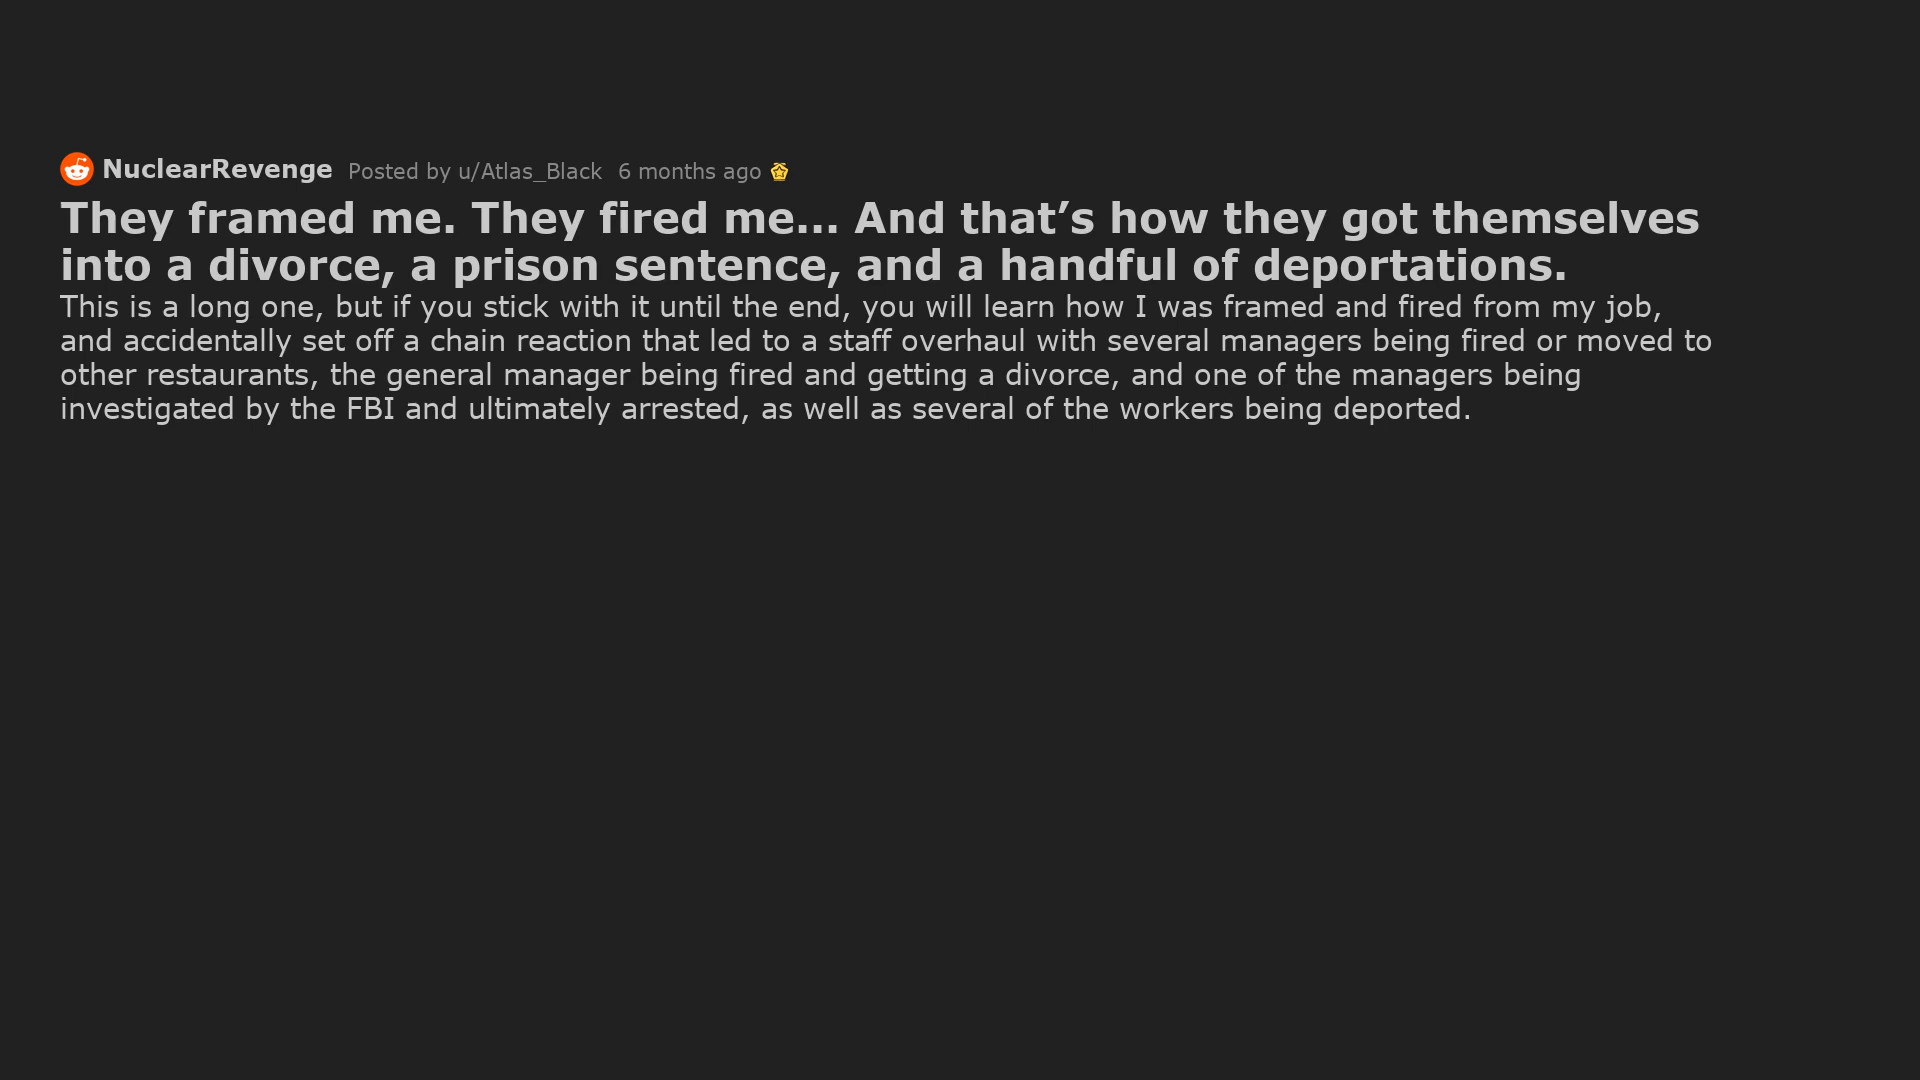 NuclearRevenge Posted by u/Atlas_Black 6 months ago
They framed me. They fired me... And that’s how they got themselves
into a divorce, a prison sentence, and a handful of deportations.
This is a long one, but if you stick with it until the end, you will learn how I was framed and fired from my job,
and accidentally set off a chain reaction that led to a staff overhaul with several managers being fired or moved to
other restaurants, the general manager being fired and getting a divorce, and one of the managers being
investigated by the FBI and ultimately arrested, as well as several of the workers being deported.